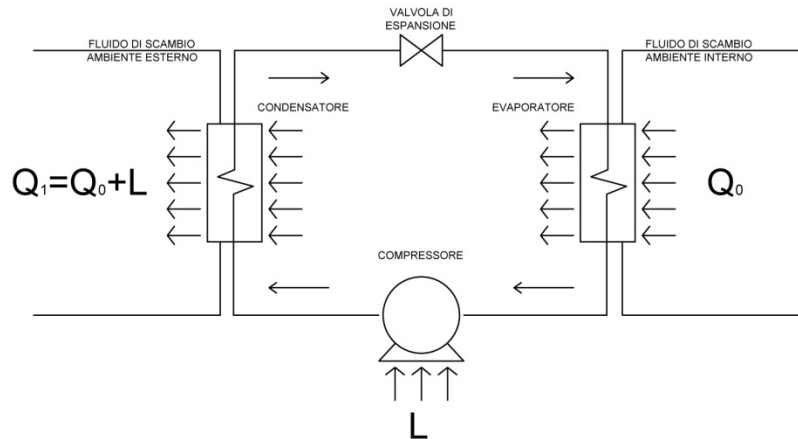 VALVOLA DI
ESPANSIONE
FLUIDO DI SCAMBIO
AMBIENTE ESTERNO
FLUIDO DI SCAMBIO
AMBIENTE INTERNO
CONDENSATORE
EVAPORATORE
Q₁=Q₀+L
Q₀
COMPRESSORE
L